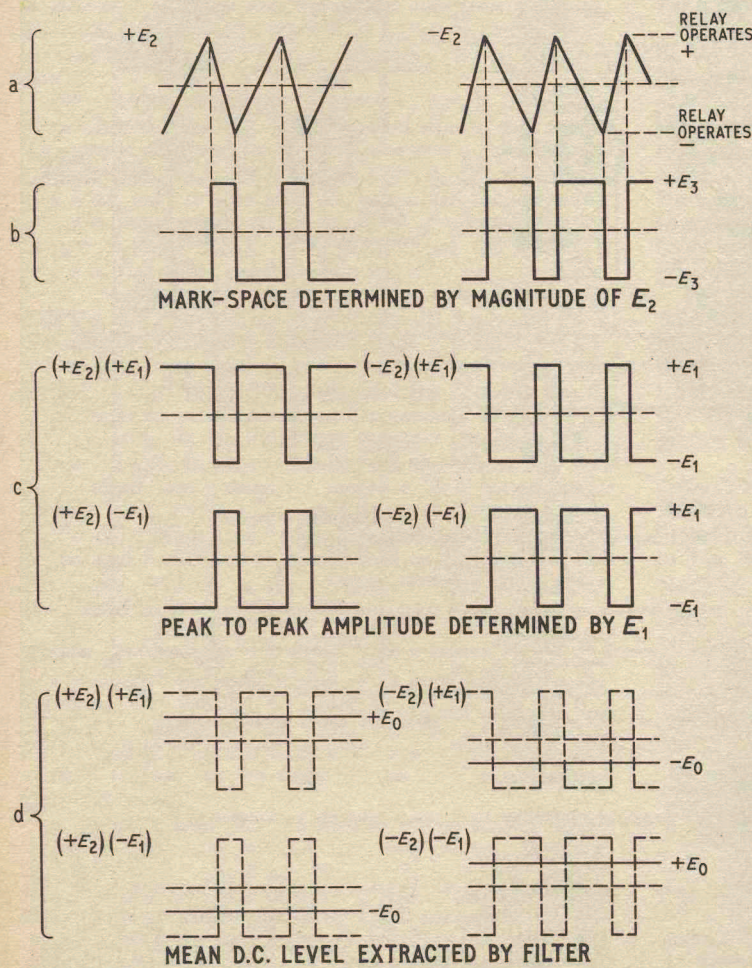 +E₂
−E₂
RELAY
OPERATES
+
a
RELAY
OPERATES
−
b
+E₃
−E₃
MARK–SPACE DETERMINED BY MAGNITUDE OF E₂
c
(+E₂)(+E₁)
(−E₂)(+E₁)
+E₁
−E₁
(+E₂)(−E₁)
(−E₂)(−E₁)
+E₁
−E₁
PEAK TO PEAK AMPLITUDE DETERMINED BY E₁
d
(+E₂)(+E₁)
+E₀
(−E₂)(+E₁)
−E₀
(+E₂)(−E₁)
−E₀
(−E₂)(−E₁)
+E₀
MEAN D.C. LEVEL EXTRACTED BY FILTER